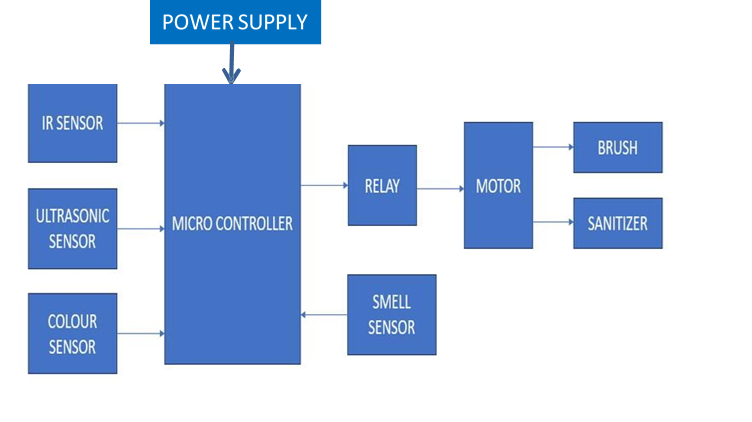 POWER SUPPLY
IR SENSOR
ULTRASONIC
SENSOR
COLOUR
SENSOR
MICRO CONTROLLER
RELAY
SMELL
SENSOR
MOTOR
BRUSH
SANITIZER